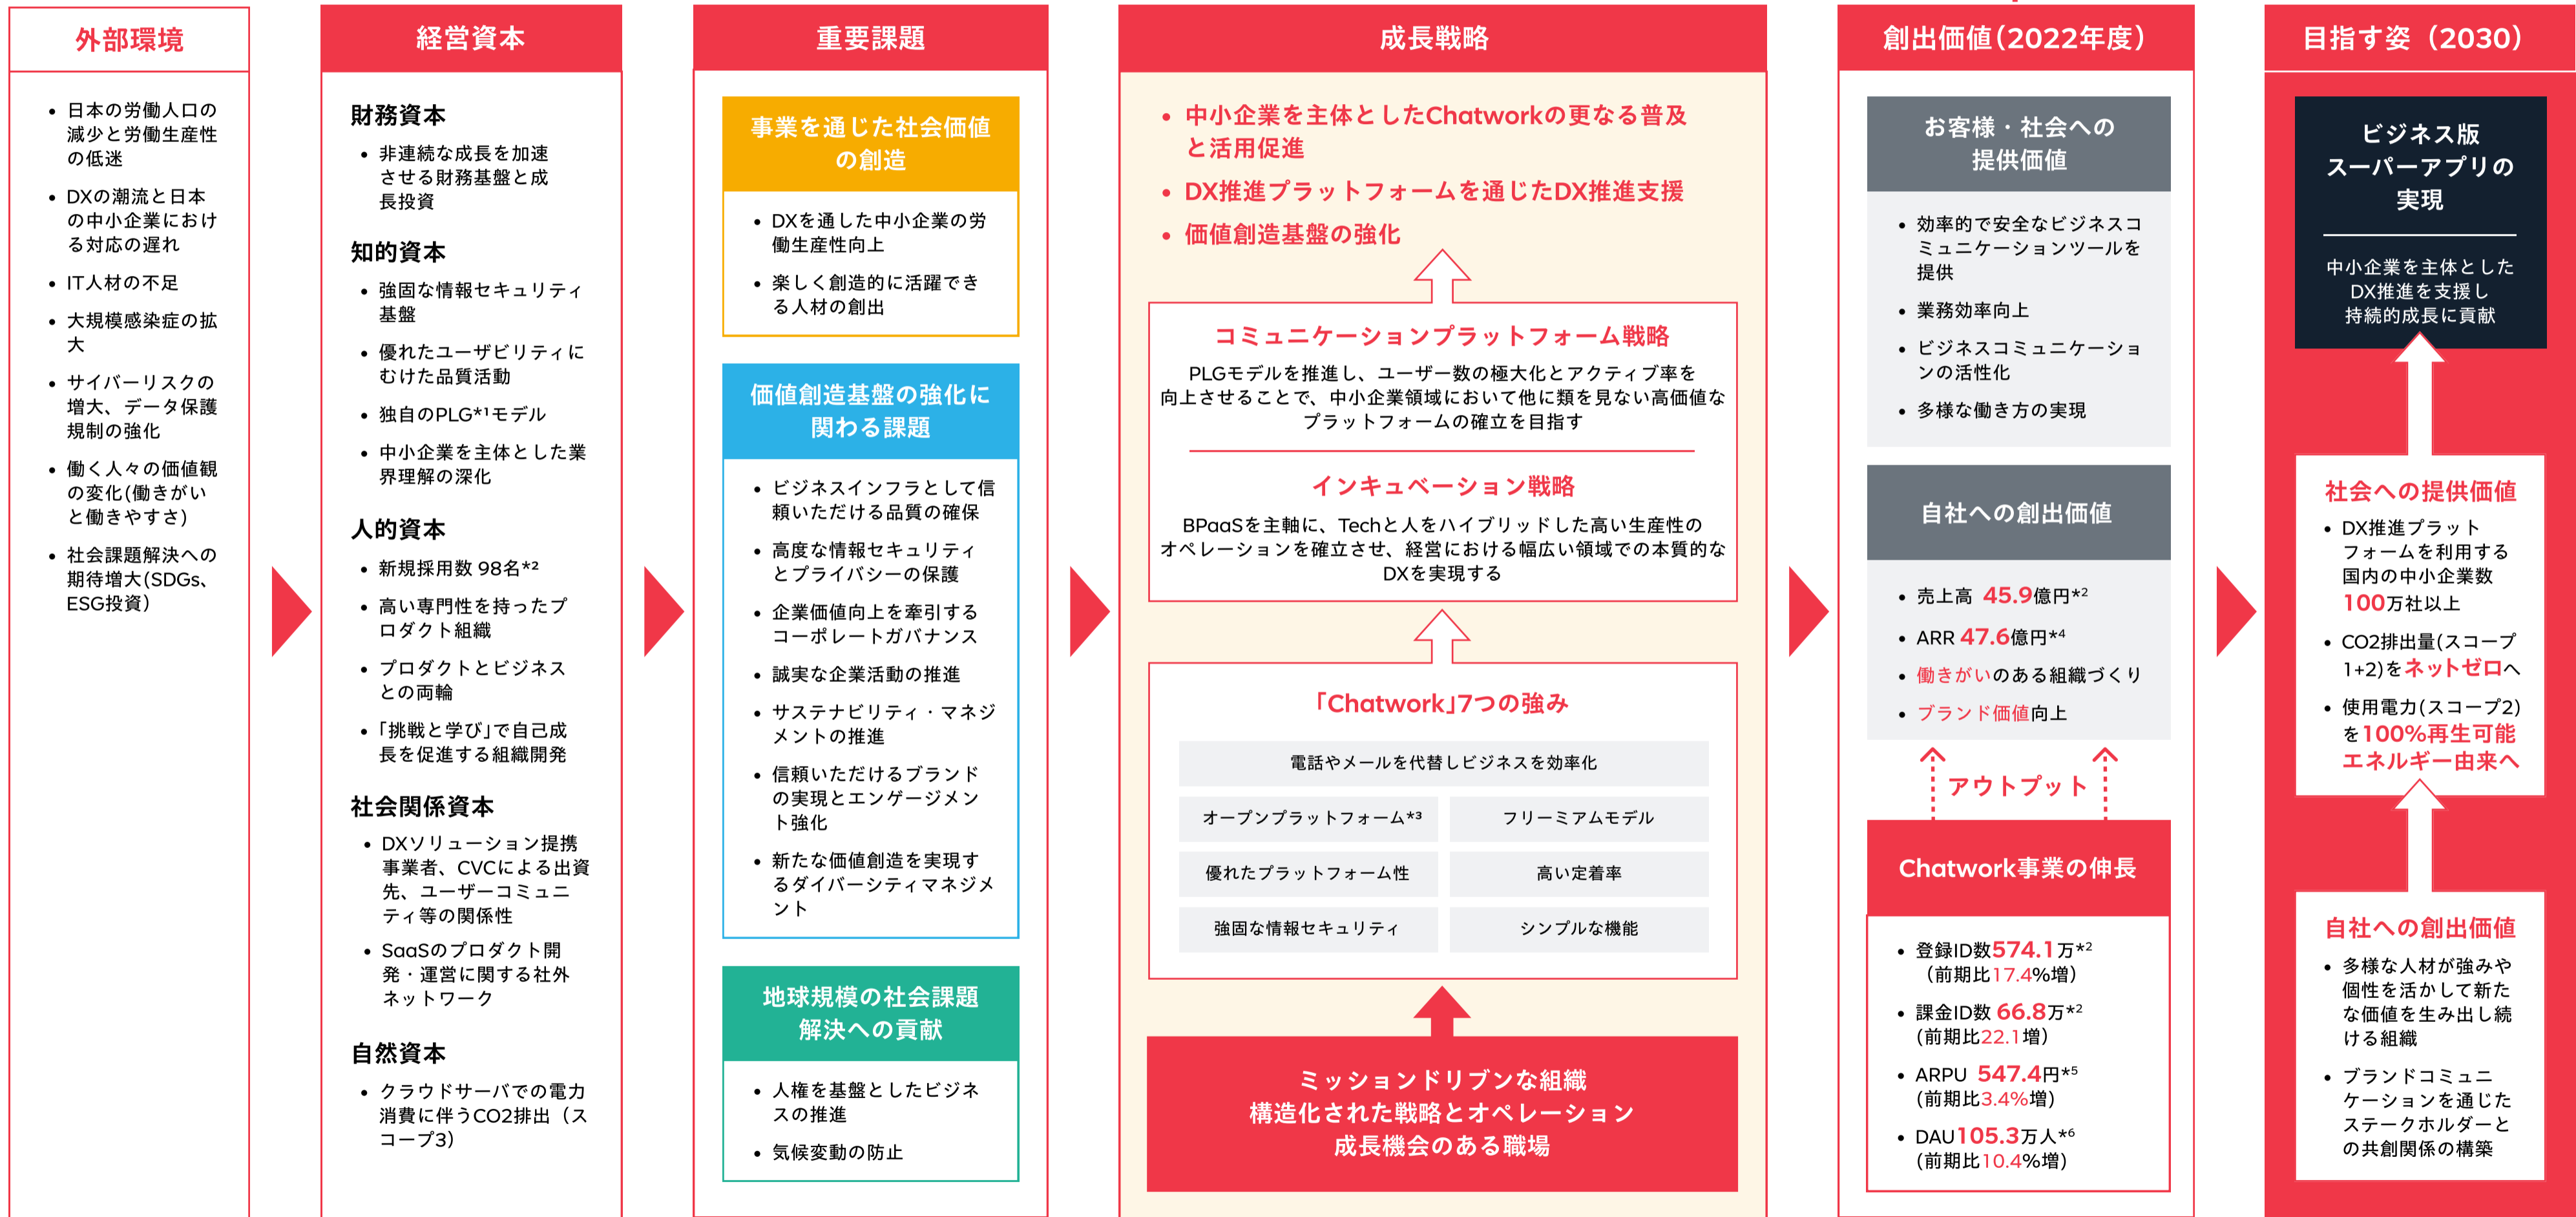 外部環境
• 日本の労働人口の
減少と労働生産性
の低迷
• DXの潮流と日本
の中小企業におけ
る対応の遅れ
• IT人材の不足
• 大規模感染症の拡
大
• サイバーリスクの
増大、データ保護
規制の強化
• 働く人々の価値観
の変化(働きがい
と働きやすさ)
• 社会課題解決への
期待増大(SDGs、
ESG投資)
経営資本
財務資本
• 非連続な成長を加速
させる財務基盤と成
長投資
知的資本
• 強固な情報セキュリティ
基盤
• 優れたユーザビリティに
むけた品質活動
• 独自のPLG*¹モデル
• 中小企業を主体とした業
界理解の深化
人的資本
• 新規採用数 98名*²
• 高い専門性を持ったプ
ロダクト組織
• プロダクトとビジネス
との両輪
• 「挑戦と学び」で自己成
長を促進する組織開発
社会関係資本
• DXソリューション提携
事業者、CVCによる出資
先、ユーザーコミュニ
ティ等の関係性
• SaaSのプロダクト開
発・運営に関する社外
ネットワーク
自然資本
• クラウドサーバでの電力
消費に伴うCO2排出（ス
コープ3）
重要課題
事業を通じた社会価値
の創造
• DXを通した中小企業の労
働生産性向上
• 楽しく創造的に活躍でき
る人材の創出
価値創造基盤の強化に
関わる課題
• ビジネスインフラとして信
頼いただける品質の確保
• 高度な情報セキュリティ
とプライバシーの保護
• 企業価値向上を牽引する
コーポレートガバナンス
• 誠実な企業活動の推進
• サステナビリティ・マネジ
メントの推進
• 信頼いただけるブランド
の実現とエンゲージメン
ト強化
• 新たな価値創造を実現す
るダイバーシティマネジメ
ント
地球規模の社会課題
解決への貢献
• 人権を基盤としたビジネ
スの推進
• 気候変動の防止
成長戦略
• 中小企業を主体としたChatworkの更なる普及
と活用促進
• DX推進プラットフォームを通じたDX推進支援
• 価値創造基盤の強化
コミュニケーションプラットフォーム戦略
PLGモデルを推進し、ユーザー数の極大化とアクティブ率を
向上させることで、中小企業領域において他に類を見ない高価値な
プラットフォームの確立を目指す
インキュベーション戦略
BPaaSを主軸に、Techと人をハイブリッドした高い生産性の
オペレーションを確立させ、経営における幅広い領域での本質的な
DXを実現する
「Chatwork」7つの強み
電話やメールを代替しビジネスを効率化
オープンプラットフォーム*³ フリーミアムモデル
優れたプラットフォーム性 高い定着率
強固な情報セキュリティ シンプルな機能
ミッションドリブンな組織
構造化された戦略とオペレーション
成長機会のある職場
創出価値(2022年度)
お客様・社会への
提供価値
• 効率的で安全なビジネスコ
ミュニケーションツールを
提供
• 業務効率向上
• ビジネスコミュニケーショ
ンの活性化
• 多様な働き方の実現
自社への創出価値
• 売上高 45.9億円*²
• ARR 47.6億円*⁴
• 働きがいのある組織づくり
• ブランド価値向上
アウトプット
Chatwork事業の伸長
• 登録ID数574.1万*²
（前期比17.4%増）
• 課金ID数 66.8万*²
(前期比22.1増）
• ARPU 547.4円*⁵
(前期比3.4%増)
• DAU105.3万人*⁶
(前期比10.4%増)
目指す姿（2030）
ビジネス版
スーパーアプリの
実現
中小企業を主体とした
DX推進を支援し
持続的成長に貢献
社会への提供価値
• DX推進プラット
フォームを利用する
国内の中小企業数
100万社以上
• CO2排出量(スコープ
1+2)をネットゼロへ
• 使用電力(スコープ2)
を100%再生可能
エネルギー由来へ
自社への創出価値
• 多様な人材が強みや
個性を活かして新た
な価値を生み出し続
ける組織
• ブランドコミュニ
ケーションを通じた
ステークホルダーと
の共創関係の構築